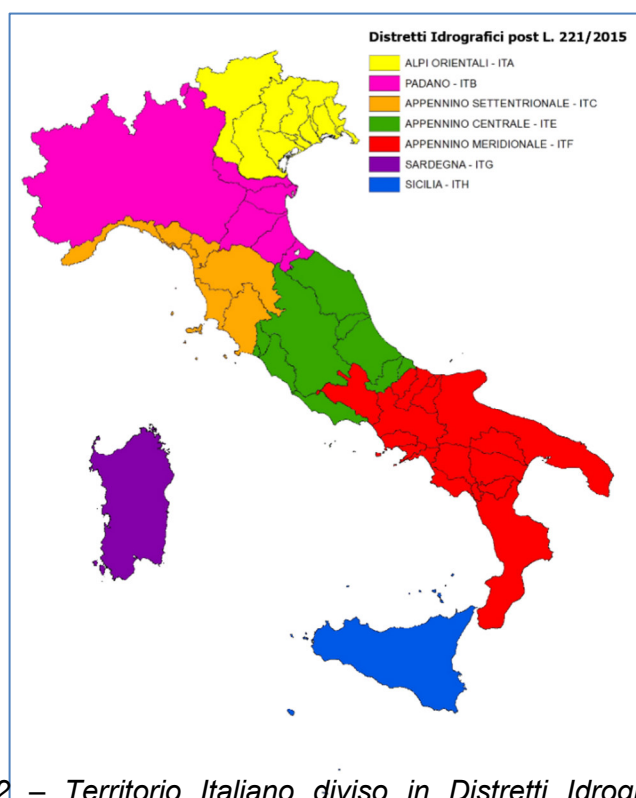 Distretti Idrografici post L. 221/2015
ALPI ORIENTALI - ITA
PADANO - ITB
APPENNINO SETTENTRIONALE - ITC
APPENNINO CENTRALE - ITE
APPENNINO MERIDIONALE - ITF
SARDEGNA - ITG
SICILIA - ITH
2 – Territorio Italiano diviso in Distretti